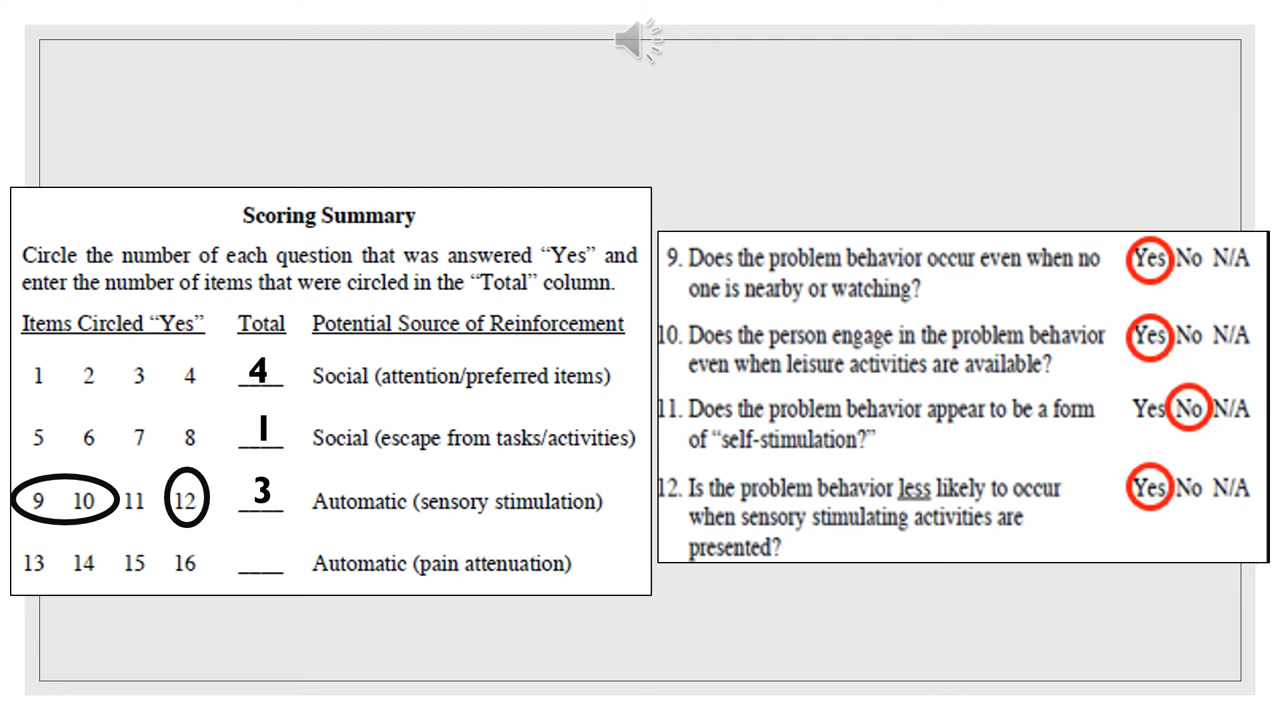 Scoring Summary
Circle the number of each question that was answered “Yes” and
enter the number of items that were circled in the “Total” column.
Items Circled “Yes” Total Potential Source of Reinforcement
1 2 3 4 4 Social (attention/preferred items)
5 6 7 8 1 Social (escape from tasks/activities)
9 10 11 12 3 Automatic (sensory stimulation)
13 14 15 16 ____ Automatic (pain attenuation)
9. Does the problem behavior occur even when no Yes No N/A
one is nearby or watching?
10. Does the person engage in the problem behavior Yes No N/A
even when leisure activities are available?
11. Does the problem behavior appear to be a form Yes No N/A
of “self-stimulation?”
12. Is the problem behavior less likely to occur Yes No N/A
when sensory stimulating activities are
presented?